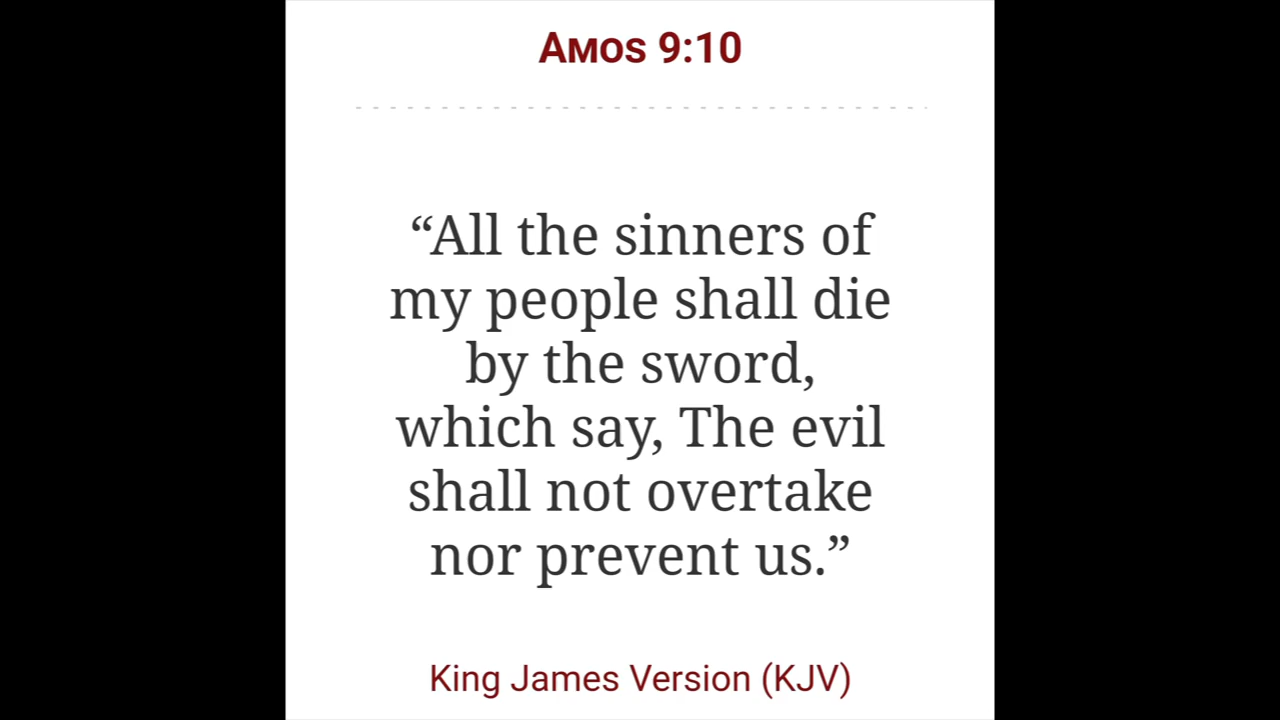 Amos 9:10
“All the sinners of
my people shall die
by the sword,
which say, The evil
shall not overtake
nor prevent us.”
King James Version (KJV)